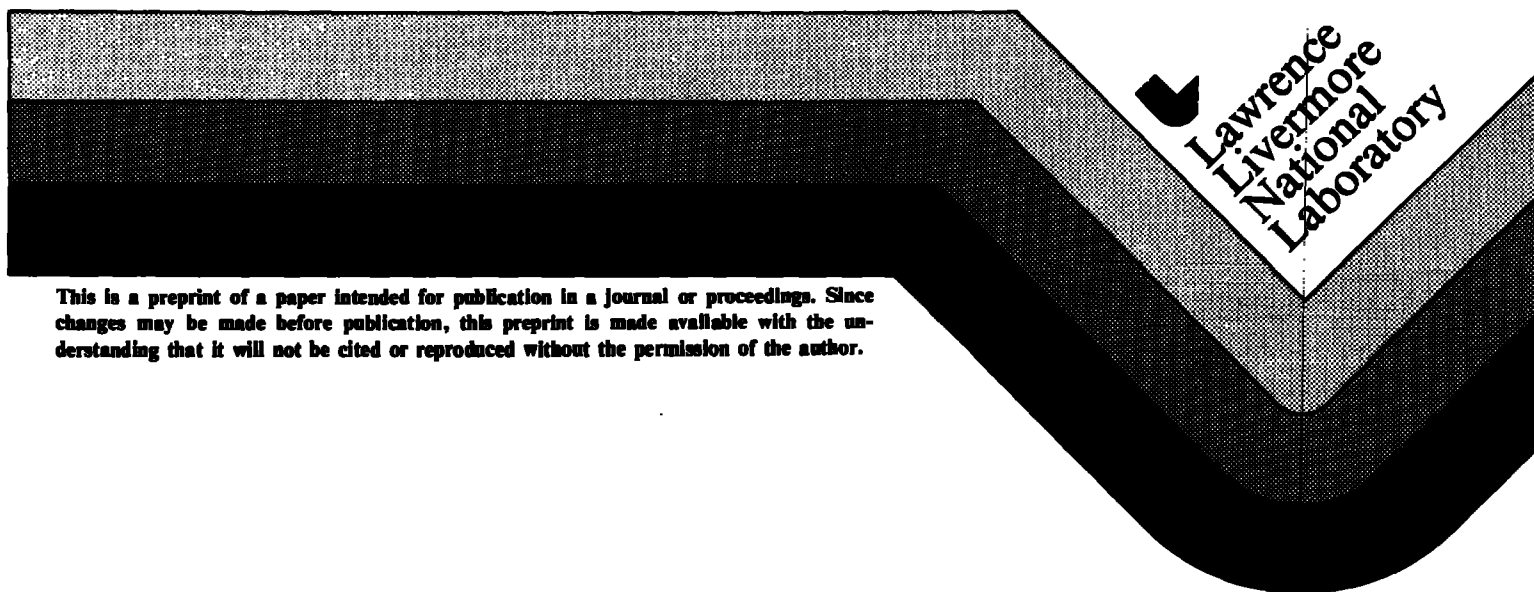 Lawrence
Livermore
National
Laboratory
This is a preprint of a paper intended for publication in a journal or proceedings. Since
changes may be made before publication, this preprint is made available with the un-
derstanding that it will not be cited or reproduced without the permission of the author.